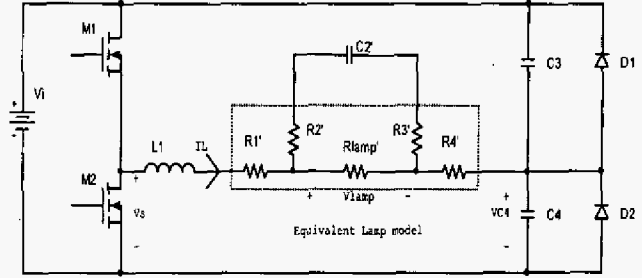 M1
C2'
C3
D1
Vi
+
R2'
R3'
R1'
Rlamp'
R4'
L1
IL
M2
+
+ Vlamp -
+
Vs
VC4
C4
D2
Equivalent Lamp model
-
-